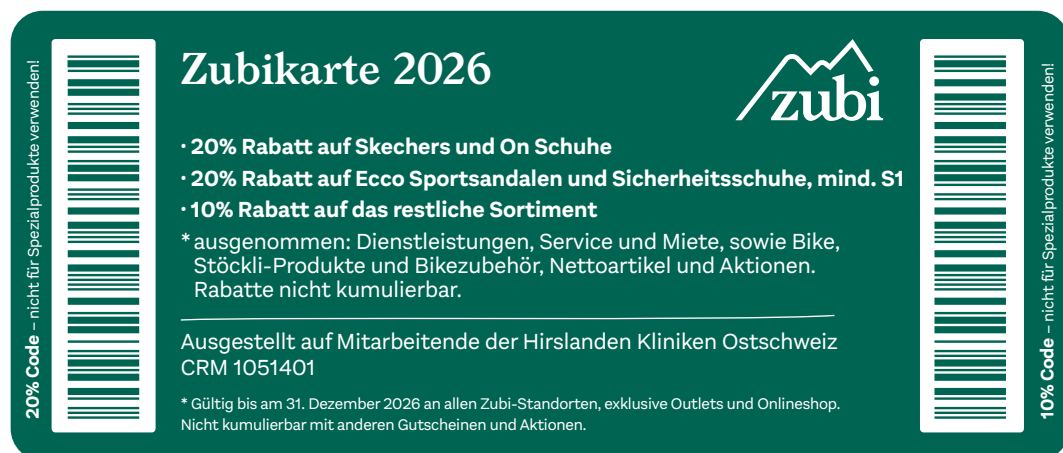 20% Code – nicht für Spezialprodukte verwenden!
Zubikarte 2026
zubi
· 20% Rabatt auf Skechers und On Schuhe
· 20% Rabatt auf Ecco Sportsandalen und Sicherheitsschuhe, mind. S1
· 10% Rabatt auf das restliche Sortiment
* ausgenommen: Dienstleistungen, Service und Miete, sowie Bike,
Stöckli-Produkte und Bikezubehör, Nettoartikel und Aktionen.
Rabatte nicht kumulierbar.
Ausgestellt auf Mitarbeitende der Hirslanden Kliniken Ostschweiz
CRM 1051401
* Gültig bis am 31. Dezember 2026 an allen Zubi-Standorten, exklusive Outlets und Onlineshop.
Nicht kumulierbar mit anderen Gutscheinen und Aktionen.
10% Code – nicht für Spezialprodukte verwenden!